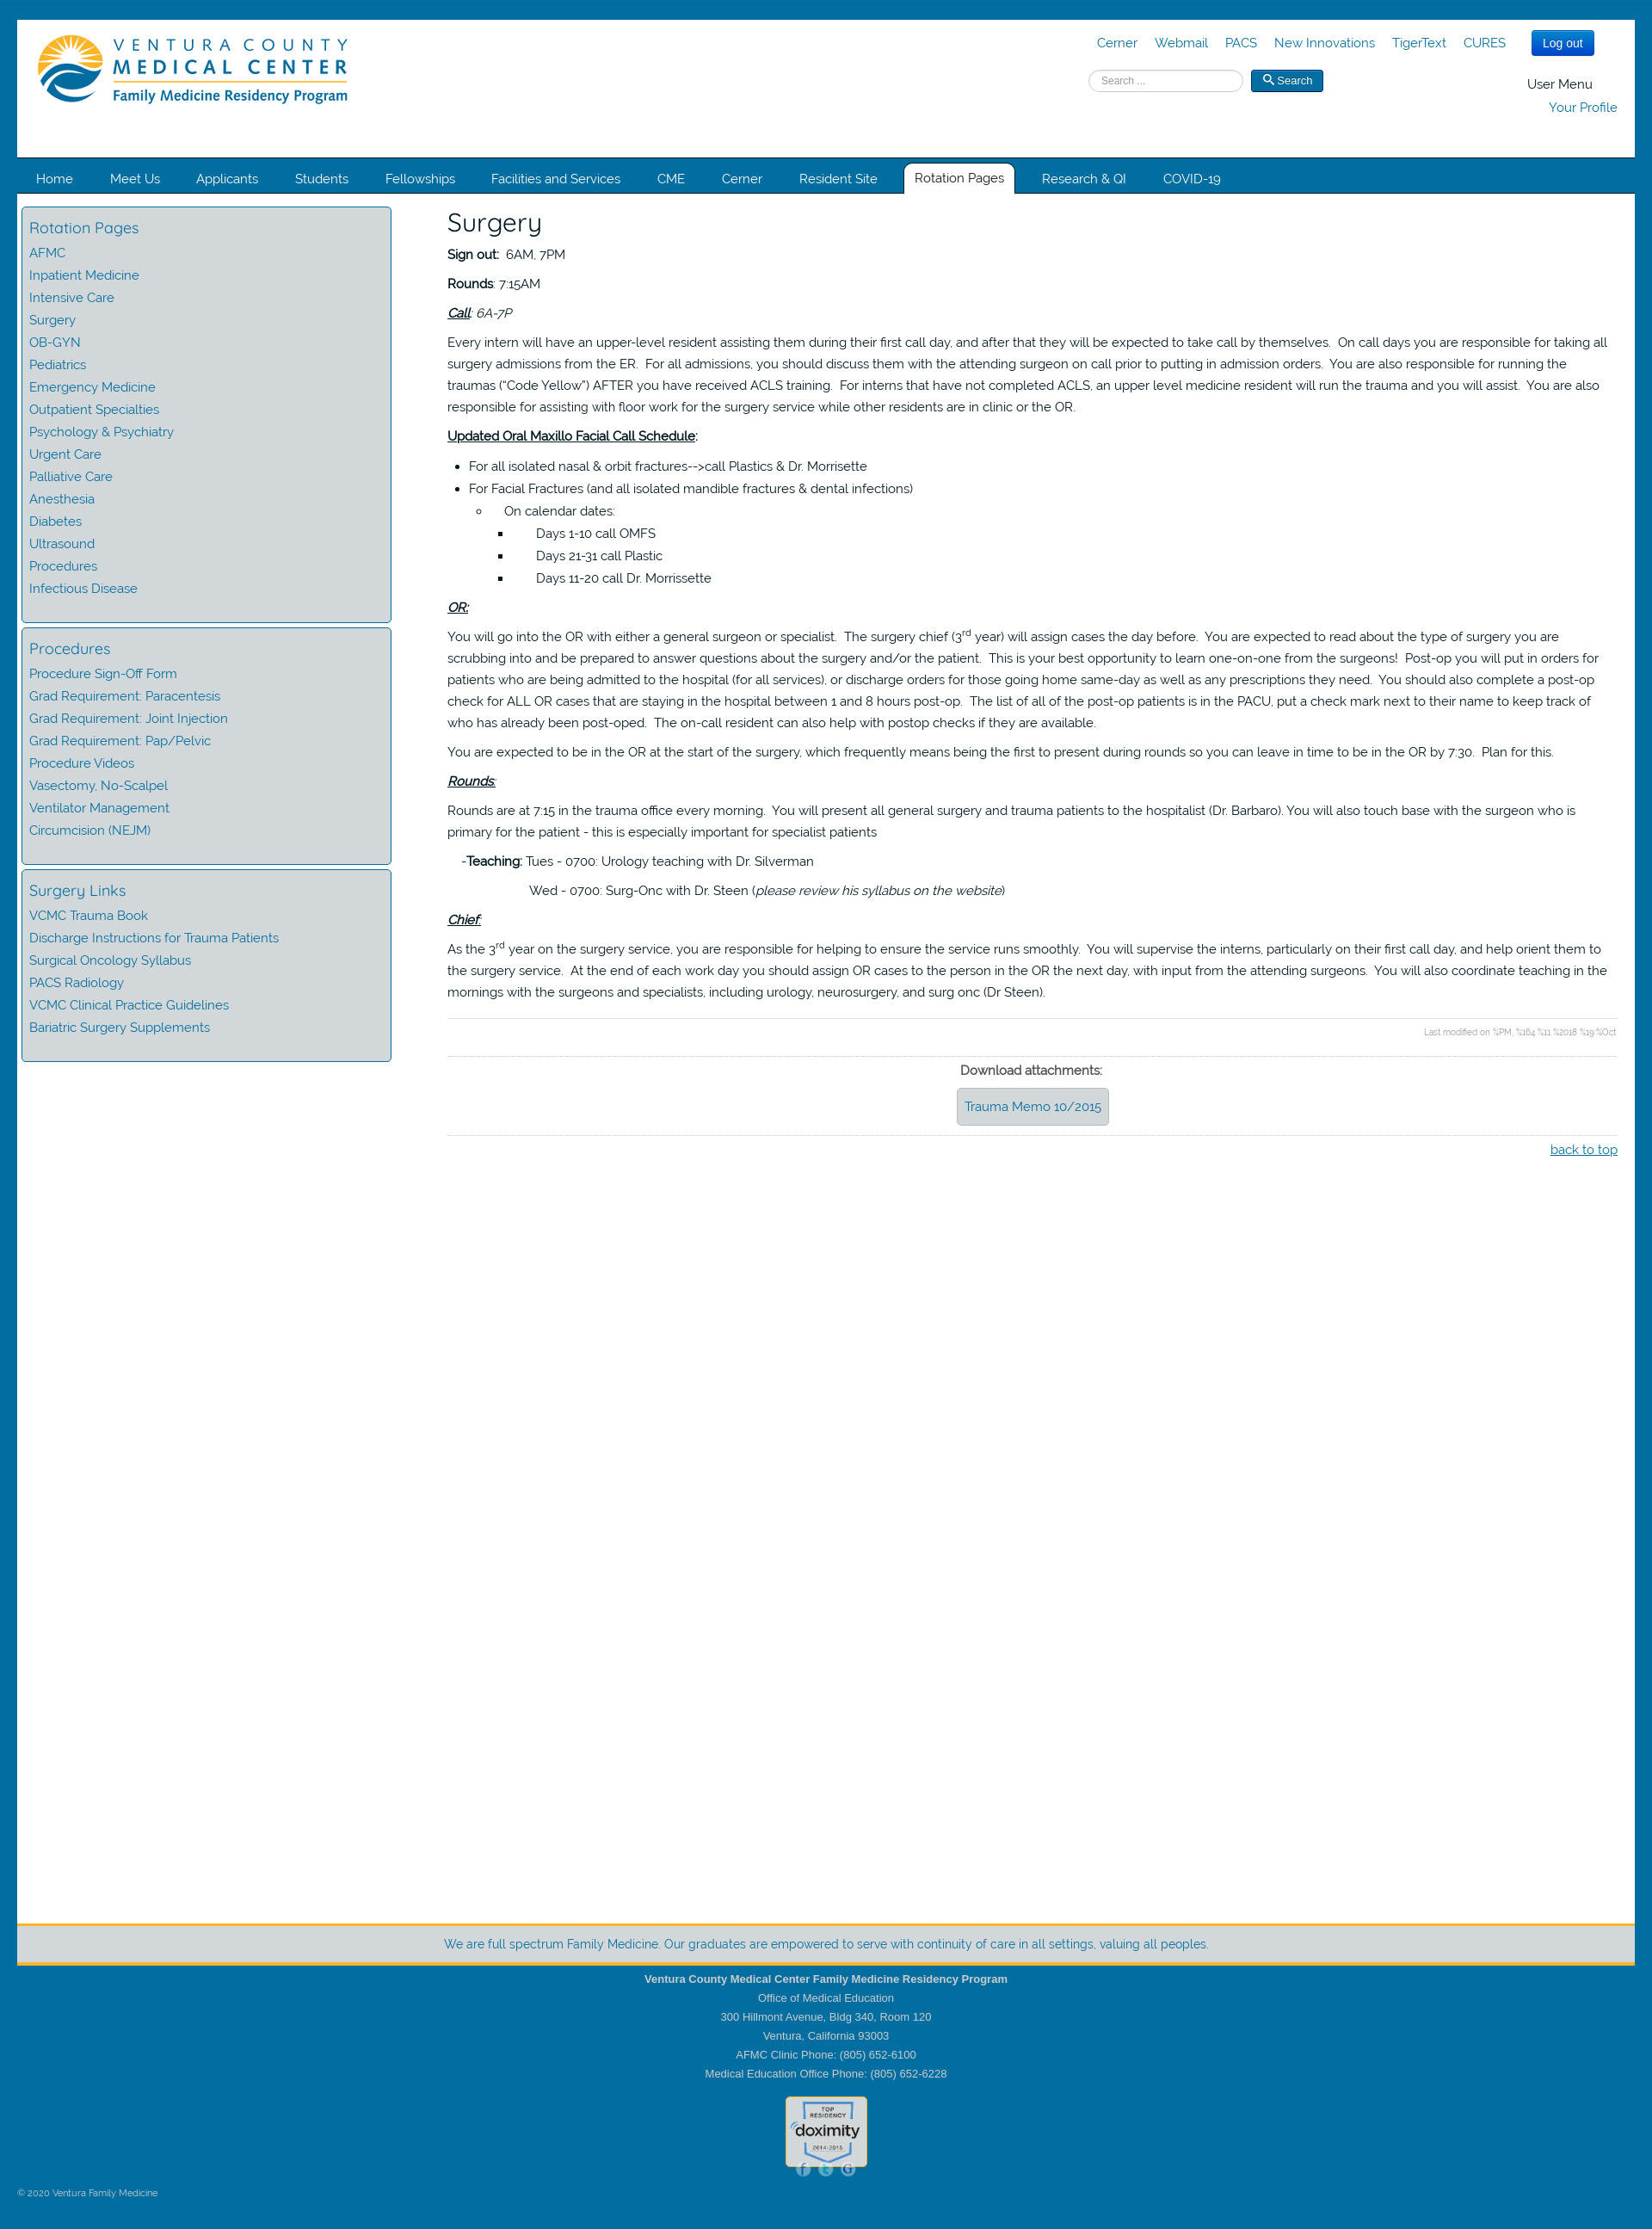 VENTURA COUNTY
MEDICAL CENTER
Family Medicine Residency Program
Cerner Webmail PACS New Innovations TigerText CURES Log out
Search ... Search
User Menu
Your Profile
Home Meet Us Applicants Students Fellowships Facilities and Services CME Cerner Resident Site Rotation Pages Research & QI COVID-19
Rotation Pages
AFMC
Inpatient Medicine
Intensive Care
Surgery
OB-GYN
Pediatrics
Emergency Medicine
Outpatient Specialties
Psychology & Psychiatry
Urgent Care
Palliative Care
Anesthesia
Diabetes
Ultrasound
Procedures
Infectious Disease
Procedures
Procedure Sign-Off Form
Grad Requirement: Paracentesis
Grad Requirement: Joint Injection
Grad Requirement: Pap/Pelvic
Procedure Videos
Vasectomy, No-Scalpel
Ventilator Management
Circumcision (NEJM)
Surgery Links
VCMC Trauma Book
Discharge Instructions for Trauma Patients
Surgical Oncology Syllabus
PACS Radiology
VCMC Clinical Practice Guidelines
Bariatric Surgery Supplements
Surgery
Sign out: 6AM, 7PM
Rounds: 7:15AM
Call: 6A-7P
Every intern will have an upper-level resident assisting them during their first call day, and after that they will be expected to take call by themselves. On call days you are responsible for taking all
surgery admissions from the ER. For all admissions, you should discuss them with the attending surgeon on call prior to putting in admission orders. You are also responsible for running the
traumas (“Code Yellow”) AFTER you have received ACLS training. For interns that have not completed ACLS, an upper level medicine resident will run the trauma and you will assist. You are also
responsible for assisting with floor work for the surgery service while other residents are in clinic or the OR.
Updated Oral Maxillo Facial Call Schedule:
• For all isolated nasal & orbit fractures-->call Plastics & Dr. Morrisette
• For Facial Fractures (and all isolated mandible fractures & dental infections)
◦ On calendar dates:
▪ Days 1-10 call OMFS
▪ Days 21-31 call Plastic
▪ Days 11-20 call Dr. Morrissette
OR:
You will go into the OR with either a general surgeon or specialist. The surgery chief (3rd year) will assign cases the day before. You are expected to read about the type of surgery you are
scrubbing into and be prepared to answer questions about the surgery and/or the patient. This is your best opportunity to learn one-on-one from the surgeons! Post-op you will put in orders for
patients who are being admitted to the hospital (for all services), or discharge orders for those going home same-day as well as any prescriptions they need. You should also complete a post-op
check for ALL OR cases that are staying in the hospital between 1 and 8 hours post-op. The list of all of the post-op patients is in the PACU, put a check mark next to their name to keep track of
who has already been post-oped. The on-call resident can also help with postop checks if they are available.
You are expected to be in the OR at the start of the surgery, which frequently means being the first to present during rounds so you can leave in time to be in the OR by 7:30. Plan for this.
Rounds:
Rounds are at 7:15 in the trauma office every morning. You will present all general surgery and trauma patients to the hospitalist (Dr. Barbaro). You will also touch base with the surgeon who is
primary for the patient - this is especially important for specialist patients
-Teaching: Tues - 0700: Urology teaching with Dr. Silverman
Wed - 0700: Surg-Onc with Dr. Steen (please review his syllabus on the website)
Chief:
As the 3rd year on the surgery service, you are responsible for helping to ensure the service runs smoothly. You will supervise the interns, particularly on their first call day, and help orient them to
the surgery service. At the end of each work day you should assign OR cases to the person in the OR the next day, with input from the attending surgeons. You will also coordinate teaching in the
mornings with the surgeons and specialists, including urology, neurosurgery, and surg onc (Dr Steen).
Last modified on %PM, %164 %11 %2018 %19:%Oct
Download attachments:
Trauma Memo 10/2015
back to top
We are full spectrum Family Medicine. Our graduates are empowered to serve with continuity of care in all settings, valuing all peoples.
Ventura County Medical Center Family Medicine Residency Program
Office of Medical Education
300 Hillmont Avenue, Bldg 340, Room 120
Ventura, California 93003
AFMC Clinic Phone: (805) 652-6100
Medical Education Office Phone: (805) 652-6228
TOP
RESIDENCY
doximity
2014-2015
f t G
© 2020 Ventura Family Medicine